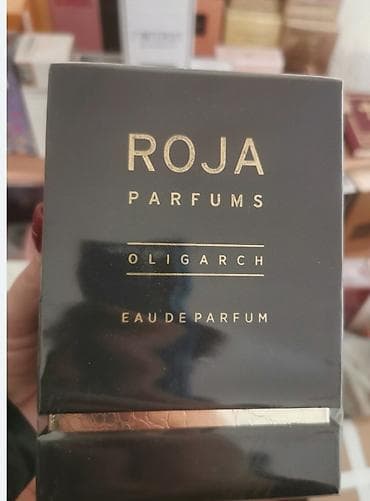 ROJA
PARFUMS
OLIGARCH
EAU DE PARFUM